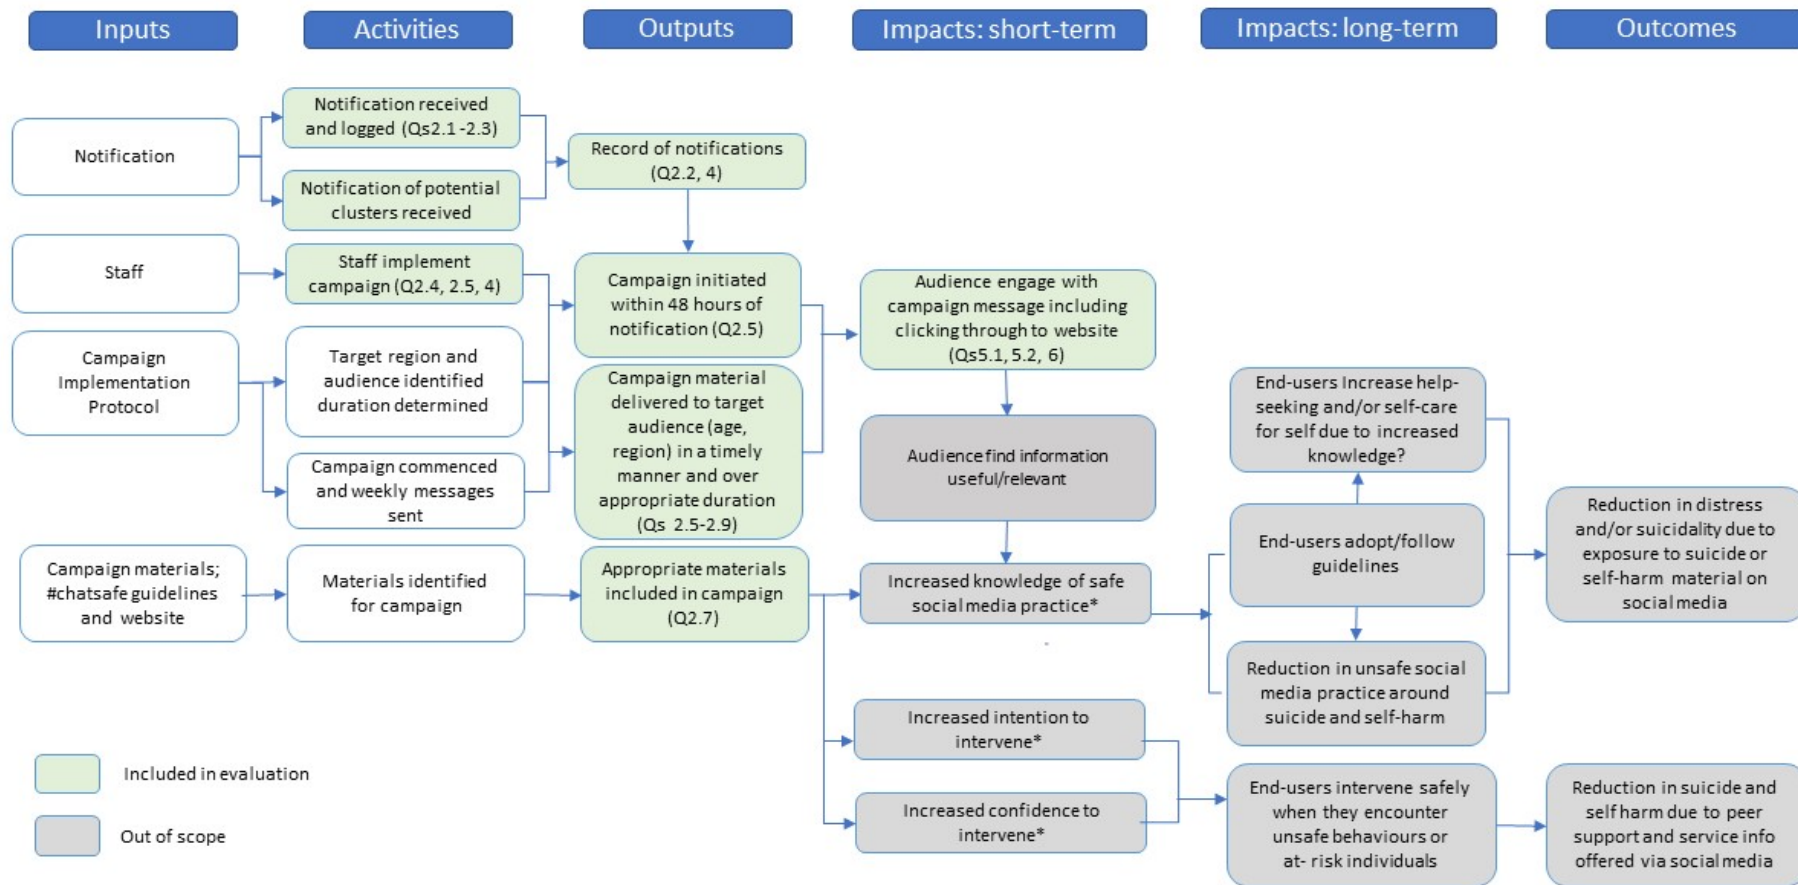 Inputs
Activities
Outputs
Impacts: short-term
Impacts: long-term
Outcomes
Notification
Staff
Campaign
Implementation
Protocol
Campaign materials;
#chatsafe guidelines
and website
Notification received
and logged (Qs2.1 -2.3)
Notification of potential
clusters received
Staff implement
campaign (Q2.4, 2.5, 4)
Target region and
audience identified
duration determined
Campaign commenced
and weekly messages
sent
Materials identified
for campaign
Record of notifications
(Q2.2, 4)
Campaign initiated
within 48 hours of
notification (Q2.5)
Campaign material
delivered to target
audience (age,
region) in a timely
manner and over
appropriate duration
(Qs 2.5-2.9)
Appropriate materials
included in campaign
(Q2.7)
Audience engage with
campaign message including
clicking through to website
(Qs5.1, 5.2, 6)
Audience find information
useful/relevant
Increased knowledge of safe
social media practice*
Increased intention to
intervene*
Increased confidence to
intervene*
End-users Increase help-
seeking and/or self-care
for self due to increased
knowledge?
End-users adopt/follow
guidelines
Reduction in unsafe social
media practice around
suicide and self-harm
End-users intervene safely
when they encounter
unsafe behaviours or
at- risk individuals
Reduction in distress
and/or suicidality due to
exposure to suicide or
self-harm material on
social media
Reduction in suicide and
self harm due to peer
support and service info
offered via social media
Included in evaluation
Out of scope